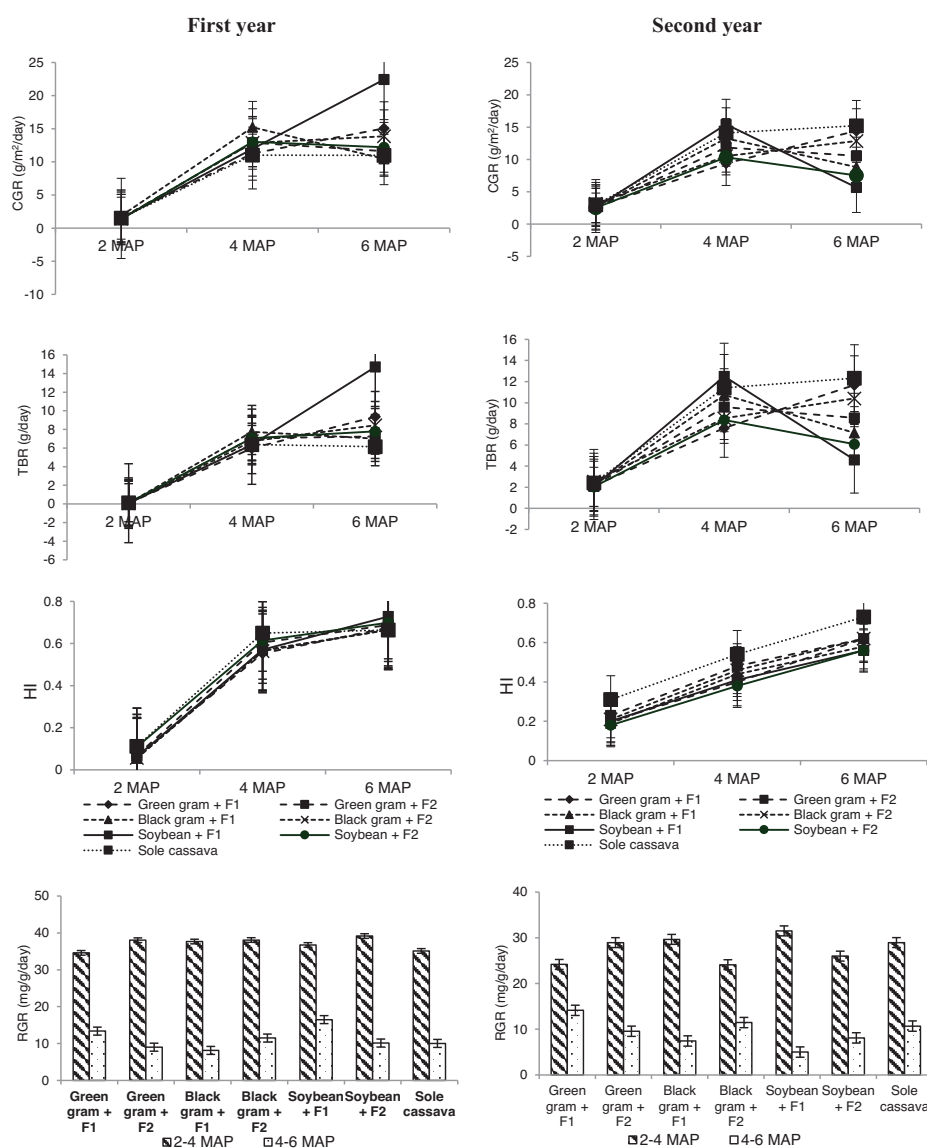 First year
Second year
25
20
15
10
5
0
-5
-10
CGR (g/m²/day)
2 MAP
4 MAP
6 MAP
25
20
15
10
5
0
-5
CGR (g/m²/day)
2 MAP
4 MAP
6 MAP
16
14
12
10
8
6
4
2
0
-2
-4
-6
TBR (g/day)
2 MAP
4 MAP
6 MAP
16
14
12
10
8
6
4
2
0
-2
TBR (g/day)
2 MAP
4 MAP
6 MAP
0.8
0.6
0.4
0.2
0
HI
2 MAP
4 MAP
6 MAP
Green gram + F1
Green gram + F2
Black gram + F1
Black gram + F2
Soybean + F1
Soybean + F2
Sole cassava
0.8
0.6
0.4
0.2
0
HI
2 MAP
4 MAP
6 MAP
Green gram + F1
Green gram + F2
Black gram + F1
Black gram + F2
Soybean + F1
Soybean + F2
Sole cassava
50
40
30
20
10
0
RGR (mg/g/day)
Green gram + F1
Green gram + F2
Black gram + F1
Black gram + F2
Soybean + F1
Soybean + F2
Sole cassava
2-4 MAP
4-6 MAP
40
30
20
10
0
RGR (mg/g/day)
Green gram + F1
Green gram + F2
Black gram + F1
Black gram + F2
Soybean + F1
Soybean + F2
Sole cassava
2-4 MAP
4-6 MAP